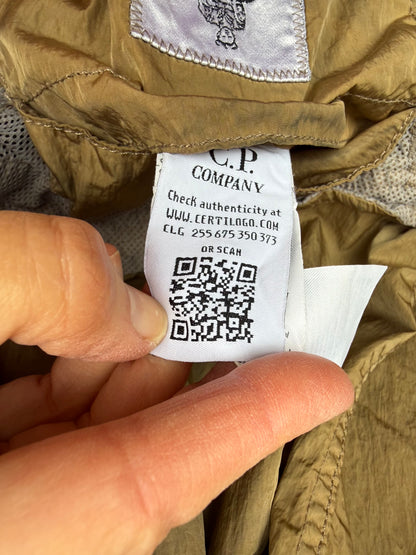 C.P.
COMPANY
Check authenticity at
WWW.CERTILOGO.COM
CLG 255 675 350 373
OR SCAN